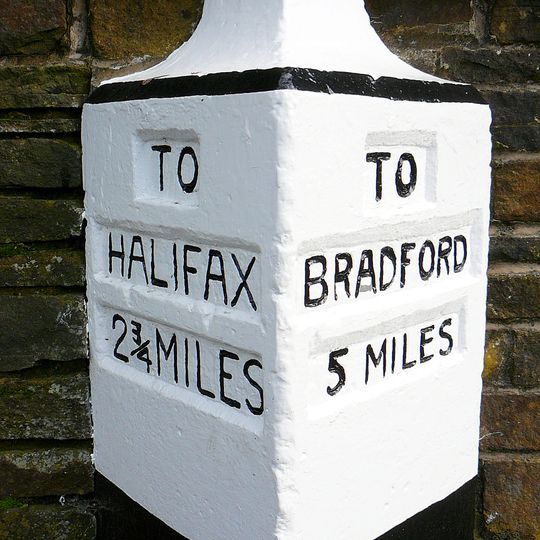 TO
HALIFAX
2¾ MILES
TO
BRADFORD
5 MILES